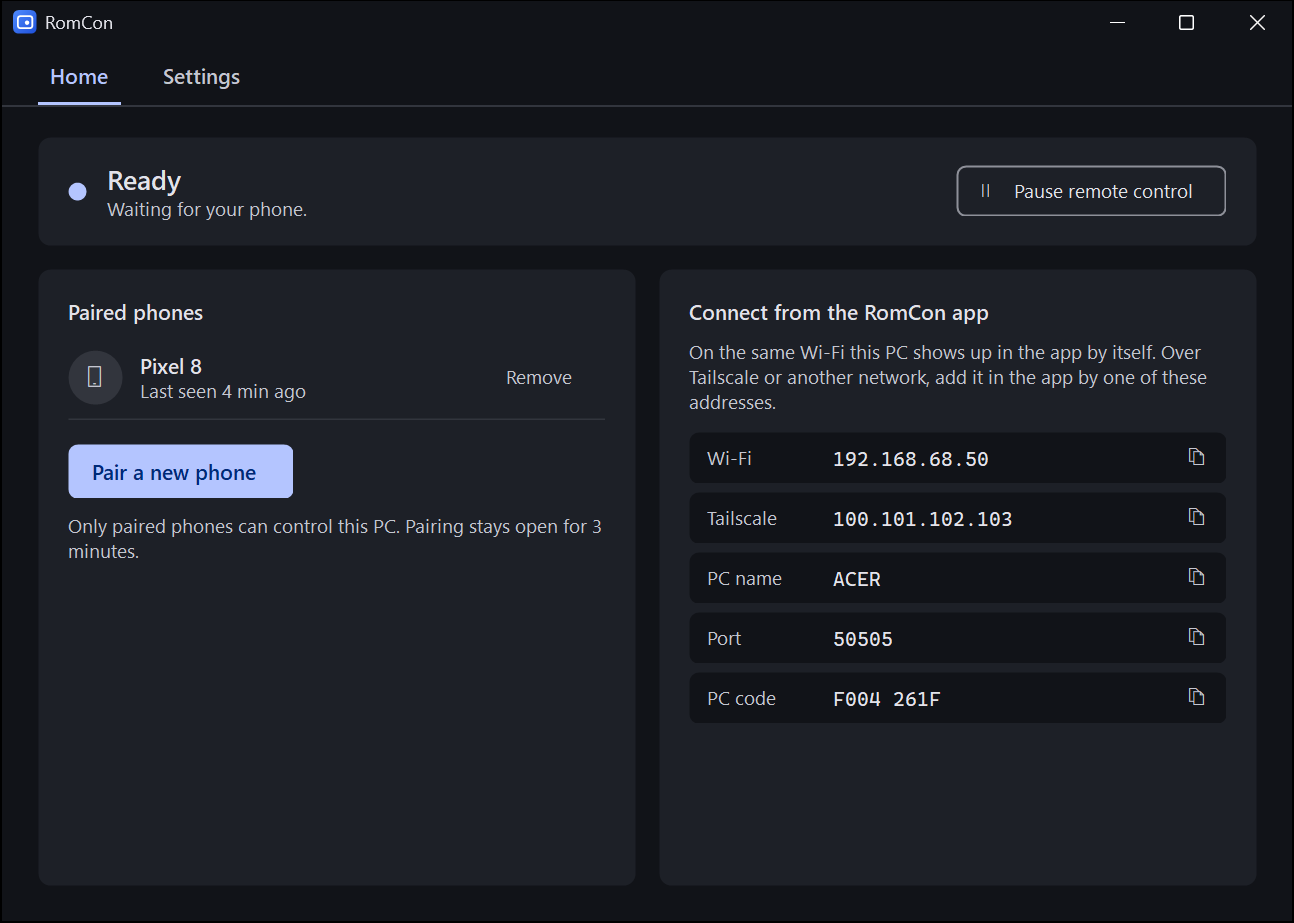 RomCon
Home
Settings
Ready
Waiting for your phone.
Pause remote control
Paired phones
Pixel 8
Last seen 4 min ago
Remove
Pair a new phone
Only paired phones can control this PC. Pairing stays open for 3
minutes.
Connect from the RomCon app
On the same Wi-Fi this PC shows up in the app by itself. Over
Tailscale or another network, add it in the app by one of these
addresses.
Wi-Fi 192.168.68.50
Tailscale 100.101.102.103
PC name ACER
Port 50505
PC code F004 261F